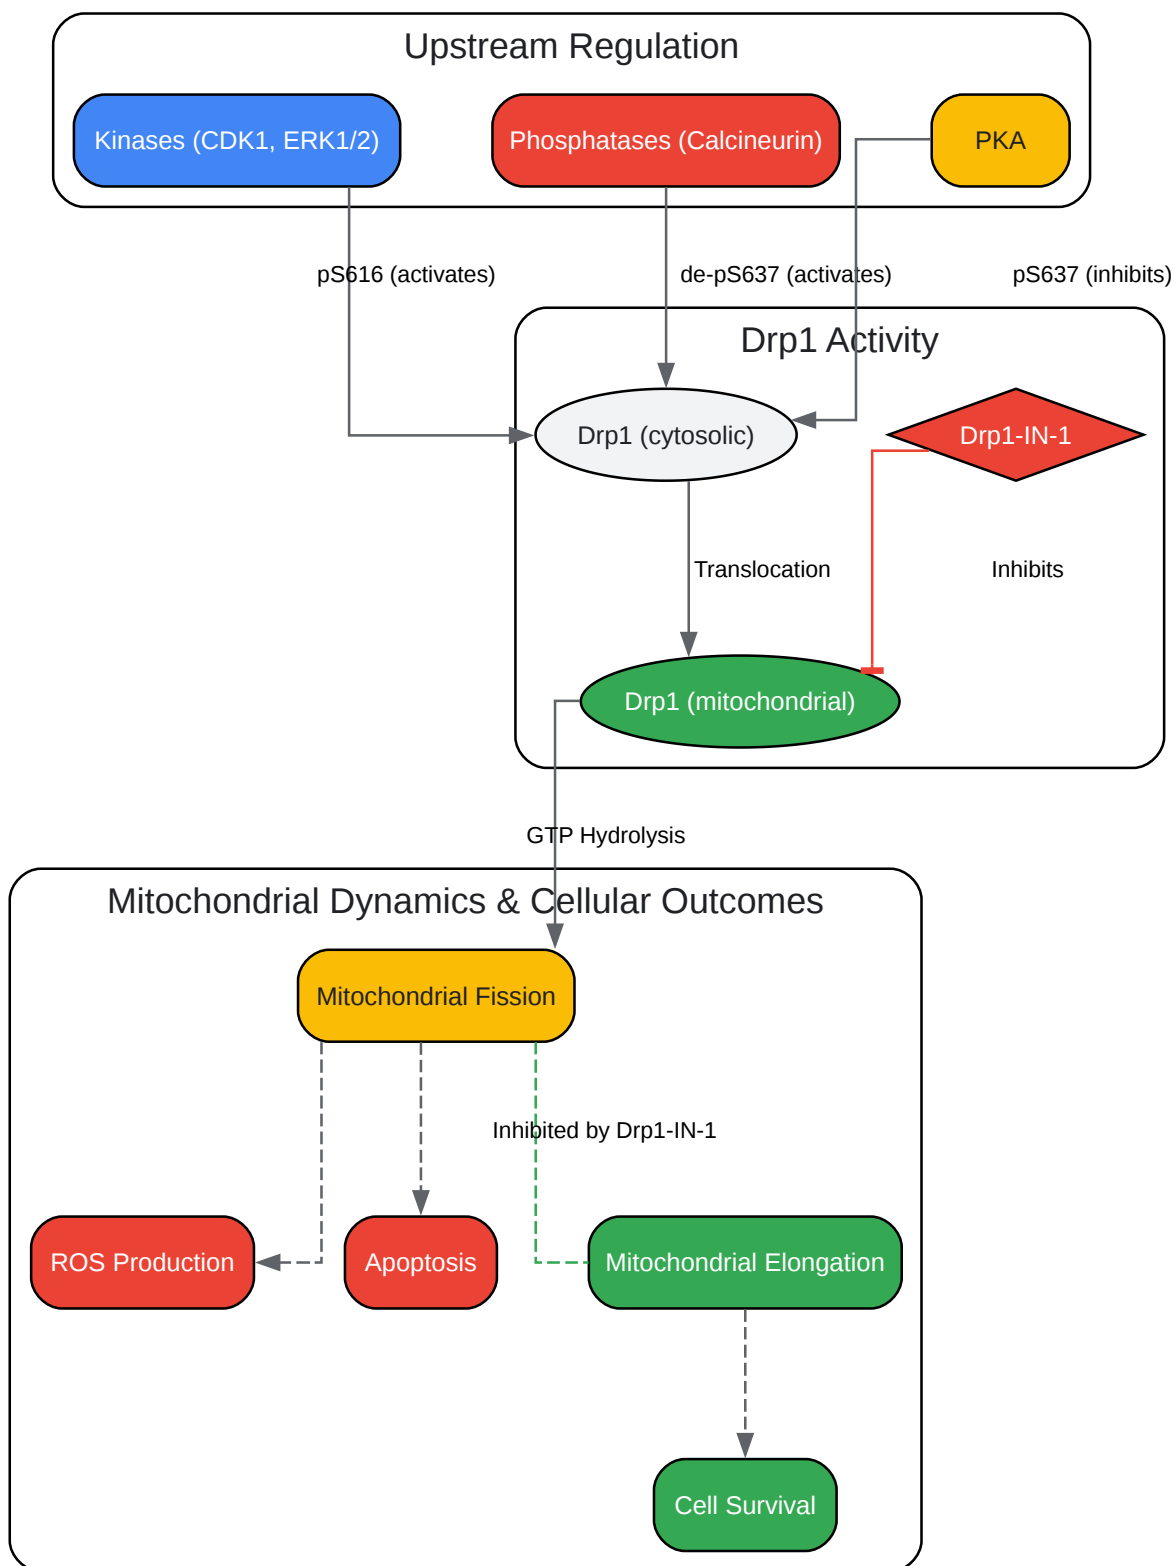 Upstream Regulation
Kinases (CDK1, ERK1/2)
Phosphatases (Calcineurin)
PKA
pS616 (activates)
de-pS637 (activates)
pS637 (inhibits)
Drp1 Activity
Drp1 (cytosolic)
Drp1-IN-1
Translocation
Inhibits
Drp1 (mitochondrial)
GTP Hydrolysis
Mitochondrial Dynamics & Cellular Outcomes
Mitochondrial Fission
Inhibited by Drp1-IN-1
ROS Production
Apoptosis
Mitochondrial Elongation
Cell Survival